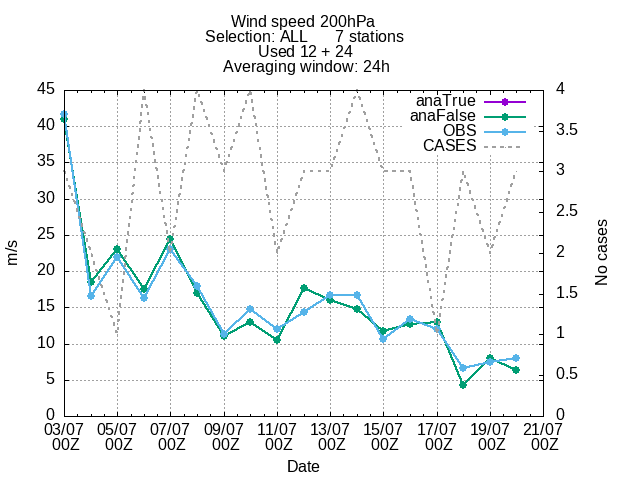 Wind speed 200hPa
Selection: ALL 7 stations
Used 12 + 24
Averaging window: 24h
anaTrue
anaFalse
OBS
CASES
45
40
35
30
25
20
15
10
5
0
m/s
4
3.5
3
2.5
2
1.5
1
0.5
0
No cases
03/07 05/07 07/07 09/07 11/07 13/07 15/07 17/07 19/07 21/07
00Z 00Z 00Z 00Z 00Z 00Z 00Z 00Z 00Z 00Z
Date